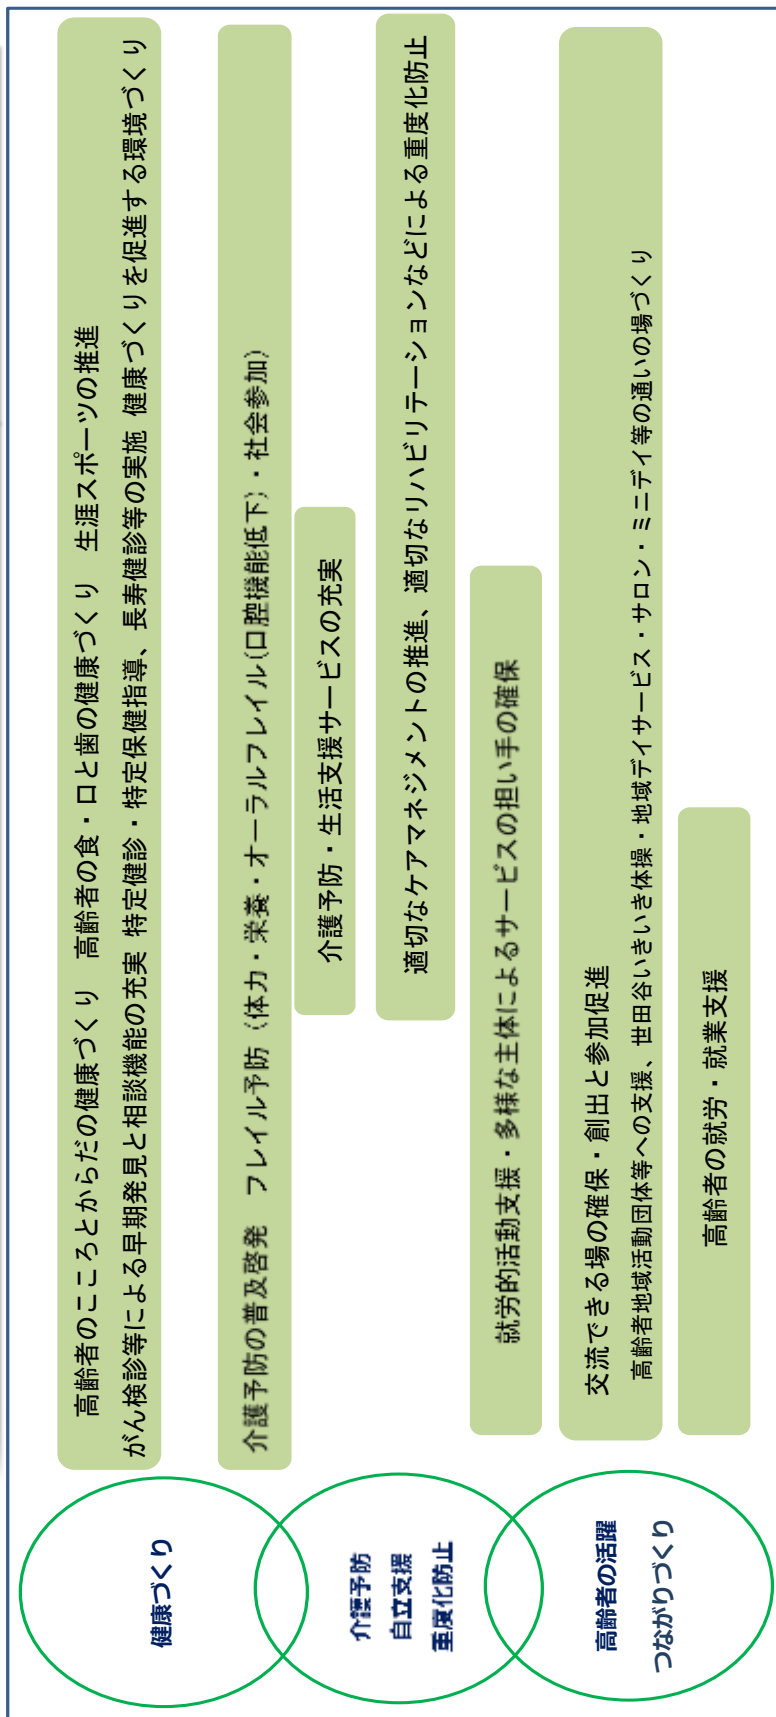 健康づくり
高齢者のこころとからだの健康づくり　高齢者の食・口と歯の健康づくり　生涯スポーツの推進
がん検診等による早期発見と相談機能の充実 特定健診・特定保健指導、長寿健診等の実施 健康づくりを促進する環境づくり
介護予防の普及啓発　フレイル予防（体力・栄養・オーラルフレイル(口腔機能低下)・社会参加）
介護予防
自立支援
重度化防止
介護予防・生活支援サービスの充実
適切なケアマネジメントの推進、適切なリハビリテーションなどによる重度化防止
就労的活動支援・多様な主体によるサービスの担い手の確保
高齢者の活躍
つながりづくり
交流できる場の確保・創出と参加促進
高齢者地域活動団体等への支援、世田谷いきいき体操・地域デイサービス・サロン・ミニデイ等の通いの場づくり
高齢者の就労・就業支援